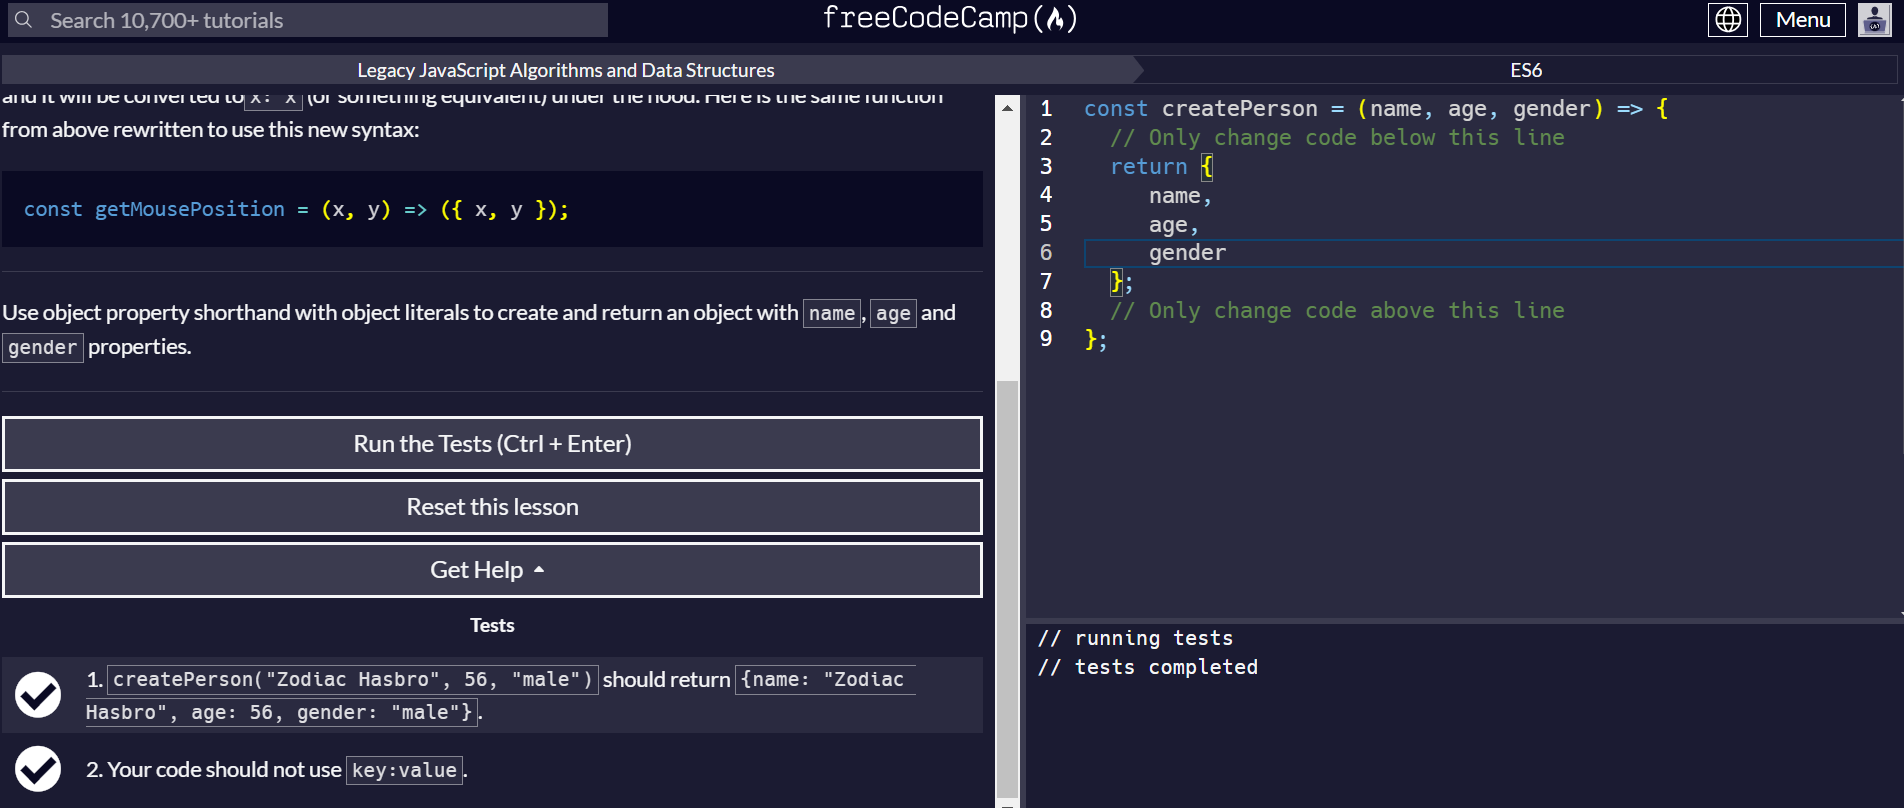 Search 10,700+ tutorials
freeCodeCamp
Menu
Legacy JavaScript Algorithms and Data Structures
ES6
and it will be converted to x: x (or something equivalent) under the hood. Here is the same function
from above rewritten to use this new syntax:
const getMousePosition = (x, y) => ({ x, y });
Use object property shorthand with object literals to create and return an object with name, age and
gender properties.
Run the Tests (Ctrl + Enter)
Reset this lesson
Get Help
Tests
1. createPerson("Zodiac Hasbro", 56, "male") should return {name: "Zodiac
Hasbro", age: 56, gender: "male"}.
2. Your code should not use key:value.
1 const createPerson = (name, age, gender) => {
2 // Only change code below this line
3 return {
4 name,
5 age,
6 gender
7 };
8 // Only change code above this line
9 };
// running tests
// tests completed